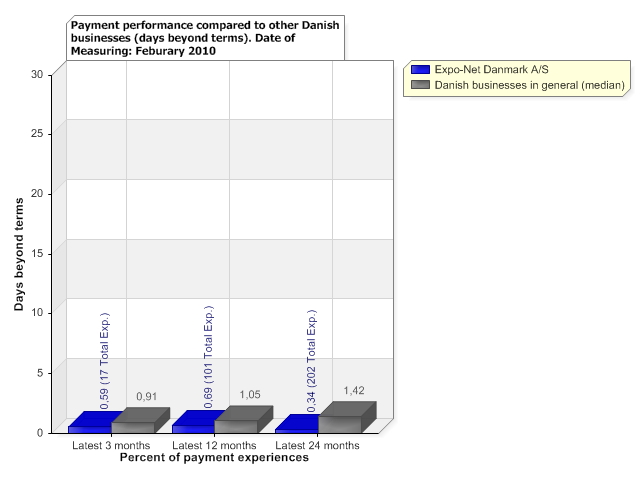 Payment performance compared to other Danish
businesses (days beyond terms). Date of
Measuring: Feburary 2010
Expo-Net Danmark A/S
Danish businesses in general (median)
Days beyond terms
30
25
20
15
10
5
0
0,59 (17 Total Exp.)
0,91
0,69 (101 Total Exp.)
1,05
0,34 (202 Total Exp.)
1,42
Latest 3 months
Latest 12 months
Latest 24 months
Percent of payment experiences